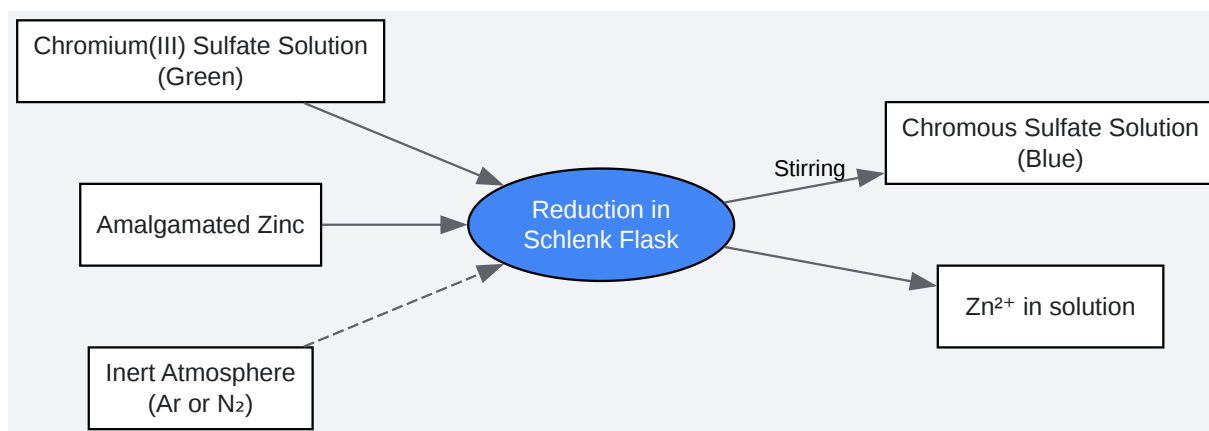 Chromium(III) Sulfate Solution
(Green)
Amalgamated Zinc
Inert Atmosphere
(Ar or N₂)
Reduction in
Schlenk Flask
Stirring
Chromous Sulfate Solution
(Blue)
Zn²⁺ in solution